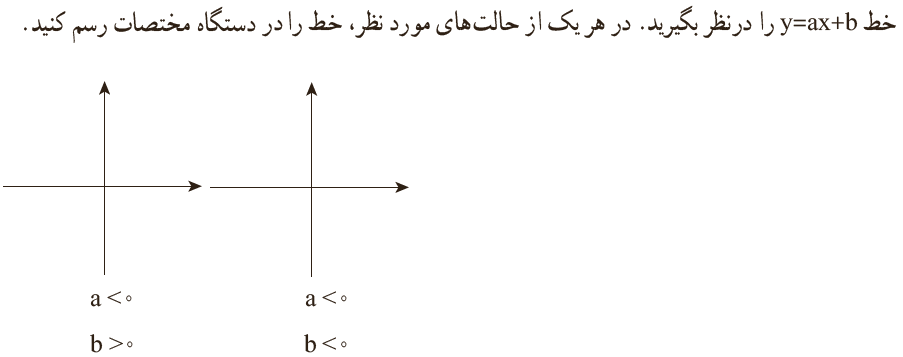 خط y=ax+b را درنظر بگیرید. در هر یک از حالت‌های مورد نظر، خط را در دستگاه مختصات رسم کنید.
a < ۰
a < ۰
b > ۰
b < ۰